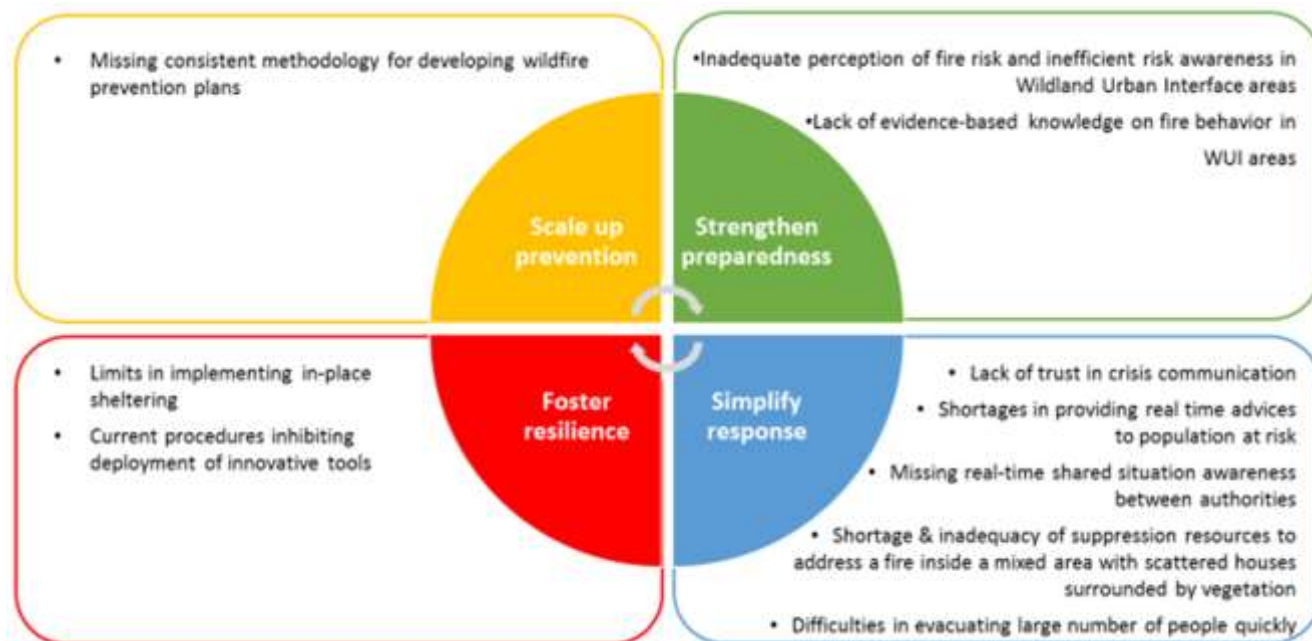 • Missing consistent methodology for developing wildfire
prevention plans
•Inadequate perception of fire risk and inefficient risk awareness in
Wildland Urban Interface areas
•Lack of evidence-based knowledge on fire behavior in
WUI areas
Scale up
prevention
Strengthen
preparedness
• Limits in implementing in-place
sheltering
• Current procedures inhibiting
deployment of innovative tools
Foster
resilience
Simplify
response
• Lack of trust in crisis communication
• Shortages in providing real time advices
to population at risk
• Missing real-time shared situation awareness
between authorities
• Shortage & inadequacy of suppression resources to
address a fire inside a mixed area with scattered houses
surrounded by vegetation
• Difficulties in evacuating large number of people quickly